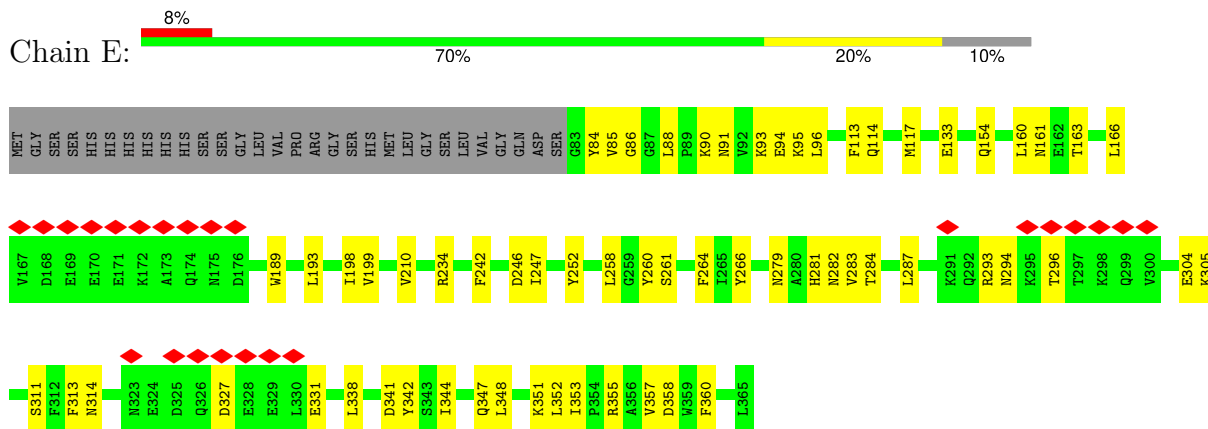 8%
Chain E:
70% 20% 10%
MET GLY SER SER HIS HIS HIS HIS HIS HIS SER SER GLY LEU VAL PRO ARG GLY SER HIS MET LEU GLY SER LEU VAL GLY GLN ASP SER G83 Y84 V85 G86 G87 L88 P89 K90 N91 V92 K93 E94 K95 L96 F113 Q114 M117 E133 Q154 L160 N161 E162 T163 L166
V167 D168 E169 E170 E171 K172 A173 Q174 N175 D176 W189 L193 I198 V199 V210 R234 F242 D246 I247 Y252 L258 G259 Y260 S261 F264 I265 Y266 N279 A280 H281 N282 V283 T284 L287 K291 Q292 R293 N294 K295 T296 T297 K298 Q299 V300 E304 K305
S311 F312 F313 N314 N323 E324 D325 Q326 D327 E328 E329 L330 E331 L338 D341 Y342 S343 I344 Q347 L348 K351 L352 I353 P354 R355 A356 V357 D358 W359 F360 L365